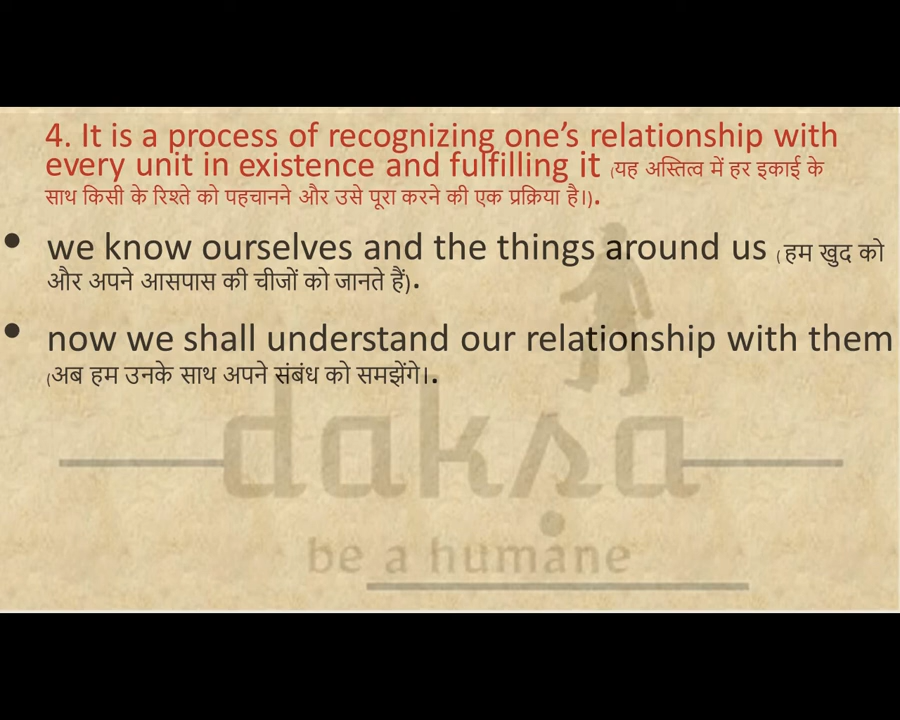 4. It is a process of recognizing one’s relationship with
every unit in existence and fulfilling it (यह अस्तित्व में हर इकाई के
साथ किसी के रिश्ते को पहचानने और उसे पूरा करने की एक प्रक्रिया है।).
• we know ourselves and the things around us ( हम खुद को
और अपने आसपास की चीजों को जानते हैं).
• now we shall understand our relationship with them
(अब हम उनके साथ अपने संबंध को समझेंगे।.
dakṣa
be a humane